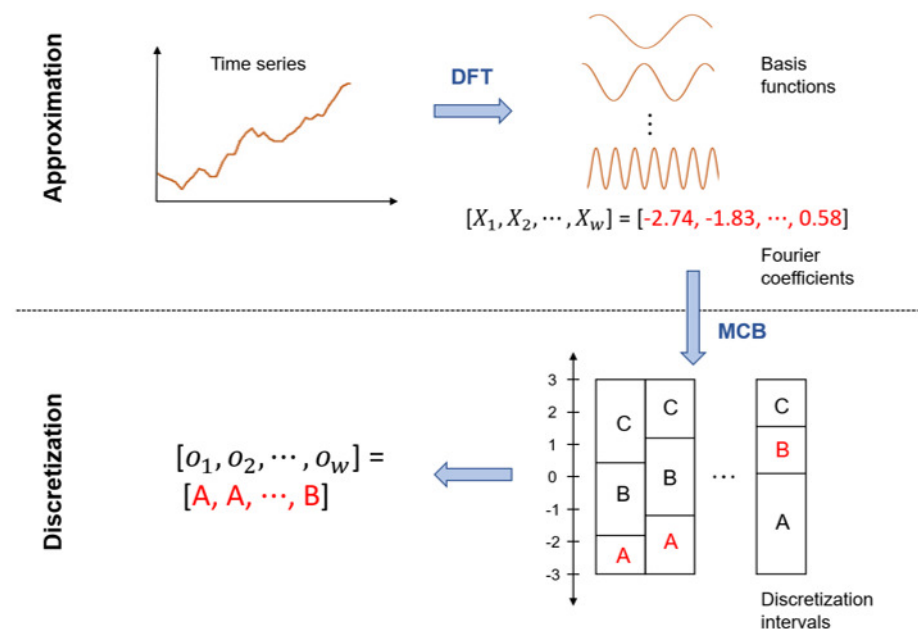 Approximation
Time series
DFT
Basis
functions
⋮
[X₁, X₂, ⋯, X_w] = [-2.74, -1.83, ⋯, 0.58]
Fourier
coefficients
MCB
Discretization
[o₁, o₂, ⋯, o_w] =
[A, A, ⋯, B]
3
2
1
0
-1
-2
-3
C
B
A
C
B
A
⋯
C
B
A
Discretization
intervals